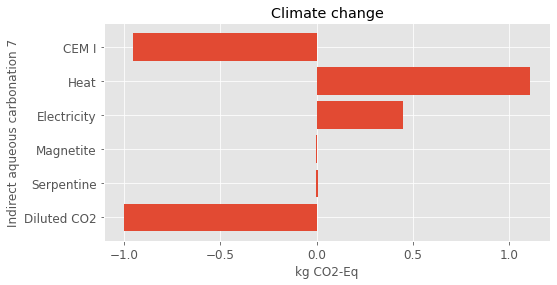 Climate change
Indirect aqueous carbonation 7
CEM I
Heat
Electricity
Magnetite
Serpentine
Diluted CO2
−1.0 −0.5 0.0 0.5 1.0
kg CO2-Eq